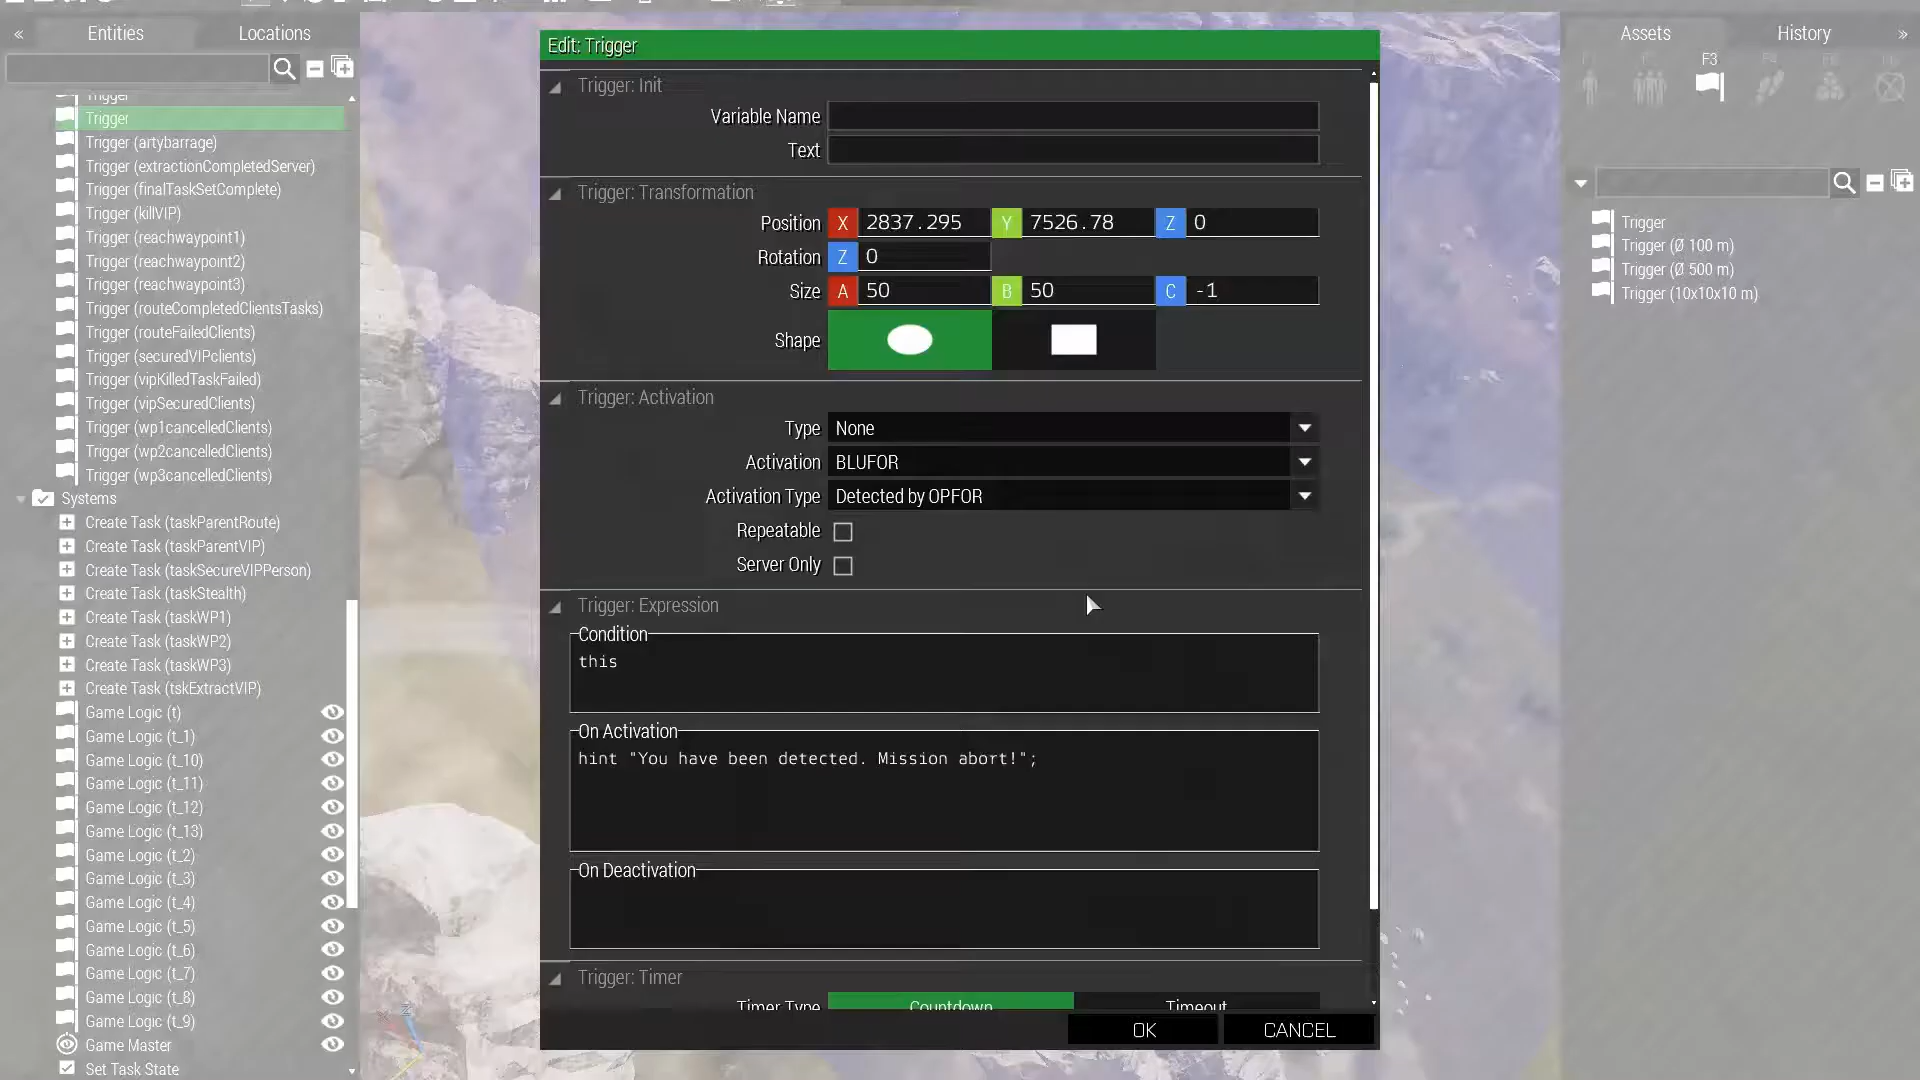 «
Entities
Locations
Trigger
Trigger
Trigger (artybarrage)
Trigger (extractionCompletedServer)
Trigger (finalTaskSetComplete)
Trigger (killVIP)
Trigger (reachwaypoint1)
Trigger (reachwaypoint2)
Trigger (reachwaypoint3)
Trigger (routeCompletedClientsTasks)
Trigger (routeFailedClients)
Trigger (securedVIPclients)
Trigger (vipKilledTaskFailed)
Trigger (vipSecuredClients)
Trigger (wp1cancelledClients)
Trigger (wp2cancelledClients)
Trigger (wp3cancelledClients)
Systems
Create Task (taskParentRoute)
Create Task (taskParentVIP)
Create Task (taskSecureVIPPerson)
Create Task (taskStealth)
Create Task (taskWP1)
Create Task (taskWP2)
Create Task (taskWP3)
Create Task (tskExtractVIP)
Game Logic (t)
Game Logic (t_1)
Game Logic (t_10)
Game Logic (t_11)
Game Logic (t_12)
Game Logic (t_13)
Game Logic (t_2)
Game Logic (t_3)
Game Logic (t_4)
Game Logic (t_5)
Game Logic (t_6)
Game Logic (t_7)
Game Logic (t_8)
Game Logic (t_9)
Game Master
Set Task State
Edit: Trigger
Trigger: Init
Variable Name
Text
Trigger: Transformation
Position X 2837.295 Y 7526.78 Z 0
Rotation Z 0
Size A 50 B 50 C -1
Shape
Trigger: Activation
Type None
Activation BLUFOR
Activation Type Detected by OPFOR
Repeatable
Server Only
Trigger: Expression
Condition
this
On Activation
hint "You have been detected. Mission abort!";
On Deactivation
Trigger: Timer
Timer Type Countdown Timeout
OK CANCEL
Assets
History
»
F3
Trigger
Trigger (Ø 100 m)
Trigger (Ø 500 m)
Trigger (10x10x10 m)